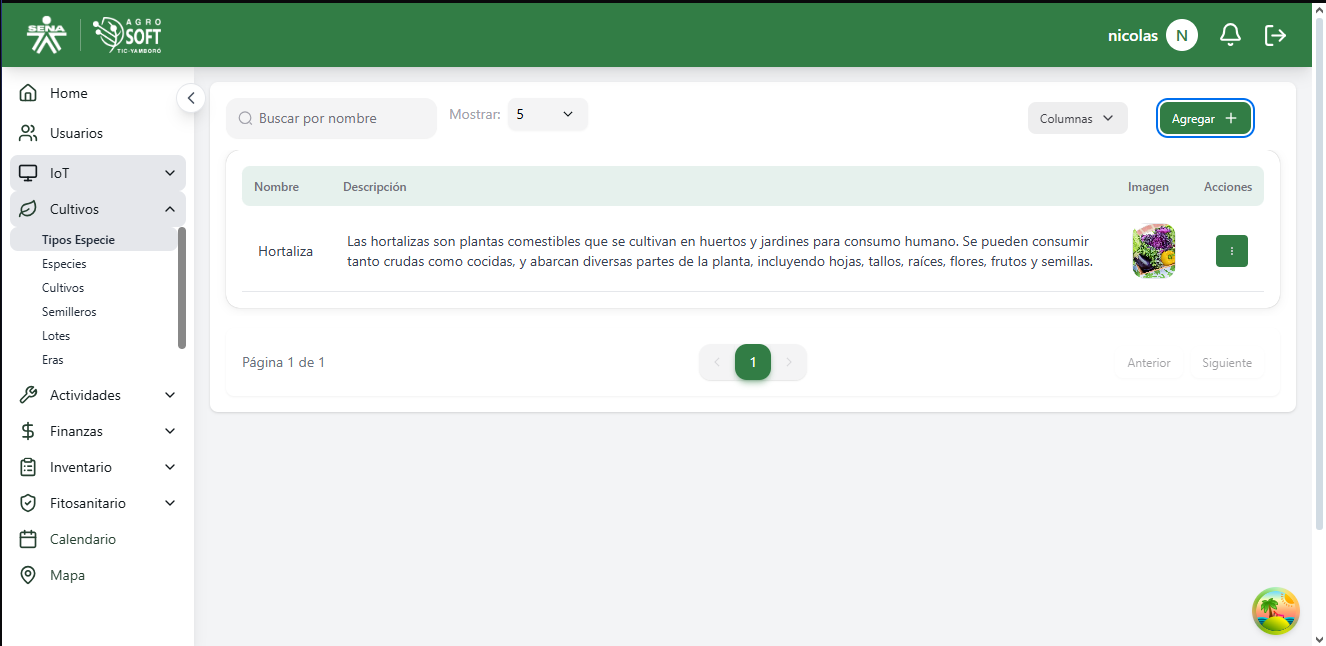 SENA
AGRO
SOFT
TIC-YAMBORÓ
nicolas
N
Home
Usuarios
IoT
Cultivos
Tipos Especie
Especies
Cultivos
Semilleros
Lotes
Eras
Actividades
Finanzas
Inventario
Fitosanitario
Calendario
Mapa
Buscar por nombre
Mostrar: 5
Columnas
Agregar +
Nombre Descripción Imagen Acciones
Hortaliza
Las hortalizas son plantas comestibles que se cultivan en huertos y jardines para consumo humano. Se pueden consumir
tanto crudas como cocidas, y abarcan diversas partes de la planta, incluyendo hojas, tallos, raíces, flores, frutos y semillas.
Página 1 de 1
1
Anterior
Siguiente